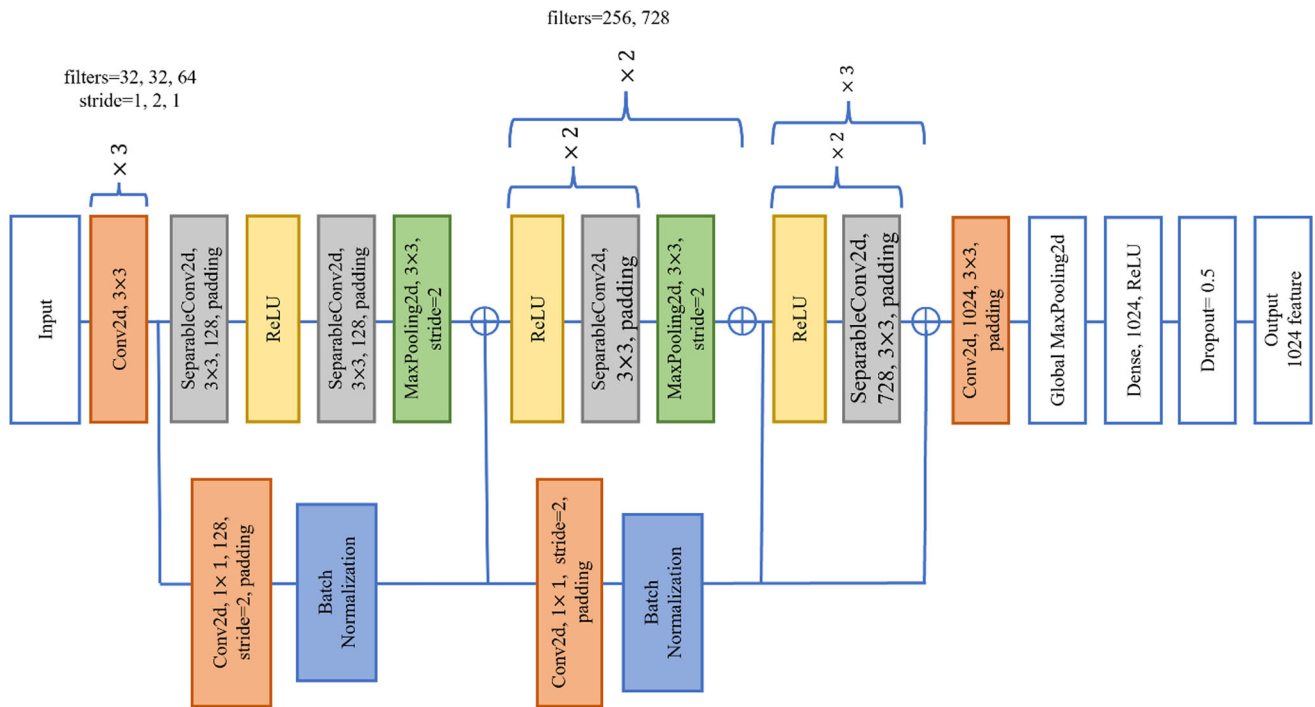 filters=256, 728
× 2
filters=32, 32, 64
stride=1, 2, 1
× 3
× 3
× 2
× 2
Input
Conv2d, 3×3
SeparableConv2d,
3×3, 128, padding
ReLU
SeparableConv2d,
3×3, 128, padding
MaxPooling2d, 3×3,
stride=2
ReLU
SeparableConv2d,
3×3, padding
MaxPooling2d, 3×3,
stride=2
ReLU
SeparableConv2d,
728, 3×3, padding
Conv2d, 1024, 3×3,
padding
Global MaxPooling2d
Dense, 1024, ReLU
Dropout= 0.5
Output
1024 feature
Conv2d, 1× 1, 128,
stride=2, padding
Batch
Normalization
Conv2d, 1× 1, stride=2,
padding
Batch
Normalization